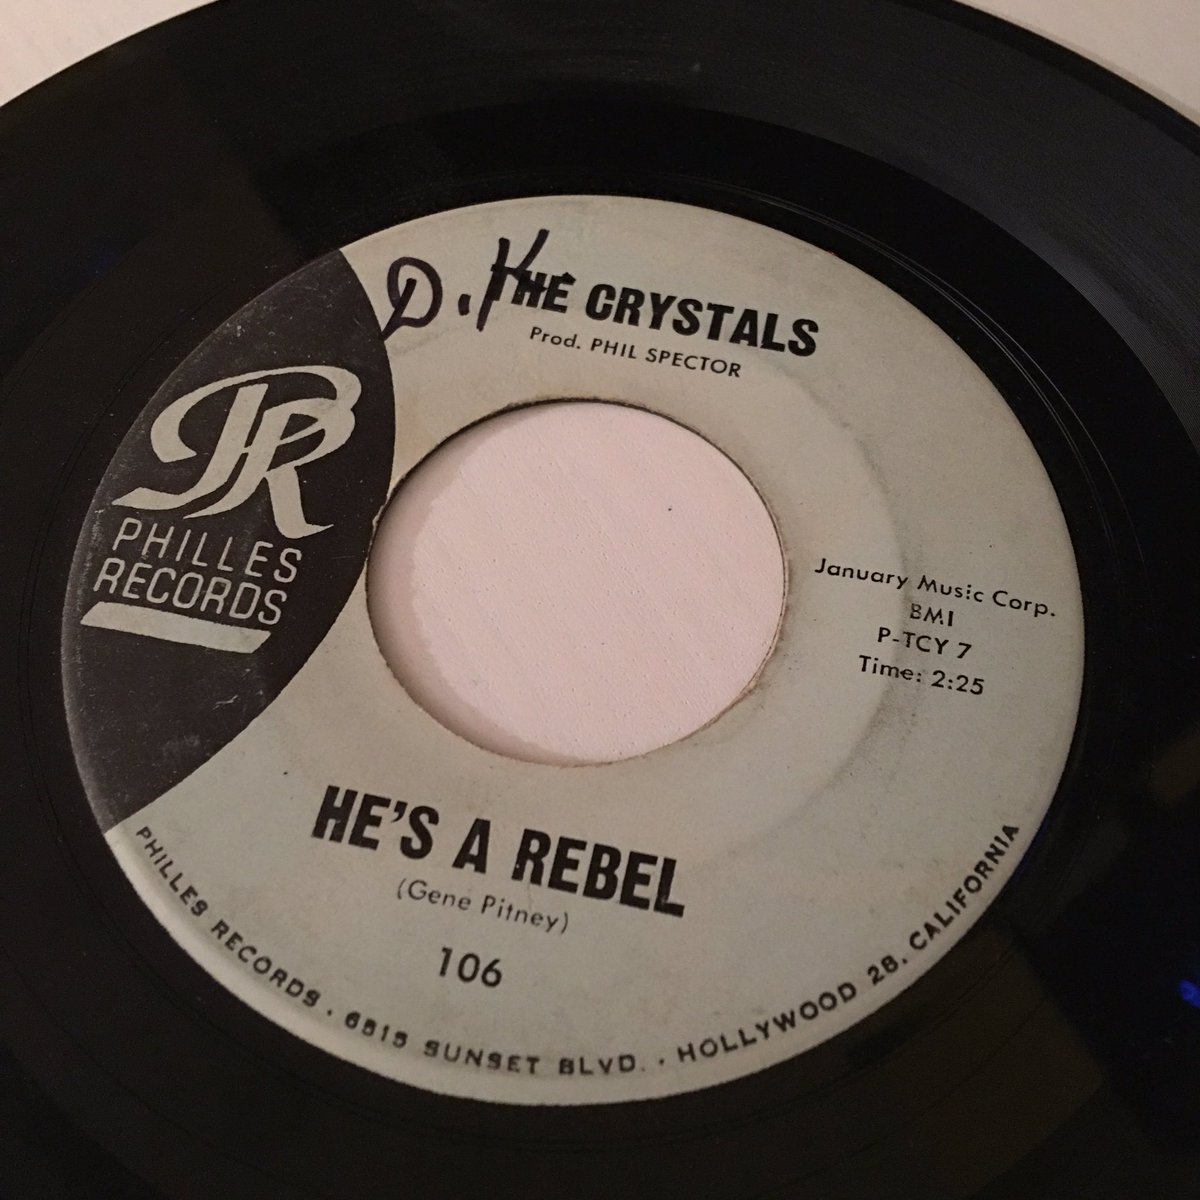 D.K
THE CRYSTALS
Prod. PHIL SPECTOR
PR
PHILLES
RECORDS
January Music Corp.
BMI
P-TCY 7
Time: 2:25
HE'S A REBEL
(Gene Pitney)
106
PHILLES RECORDS . 6515 SUNSET BLVD. . HOLLYWOOD 28, CALIFORNIA